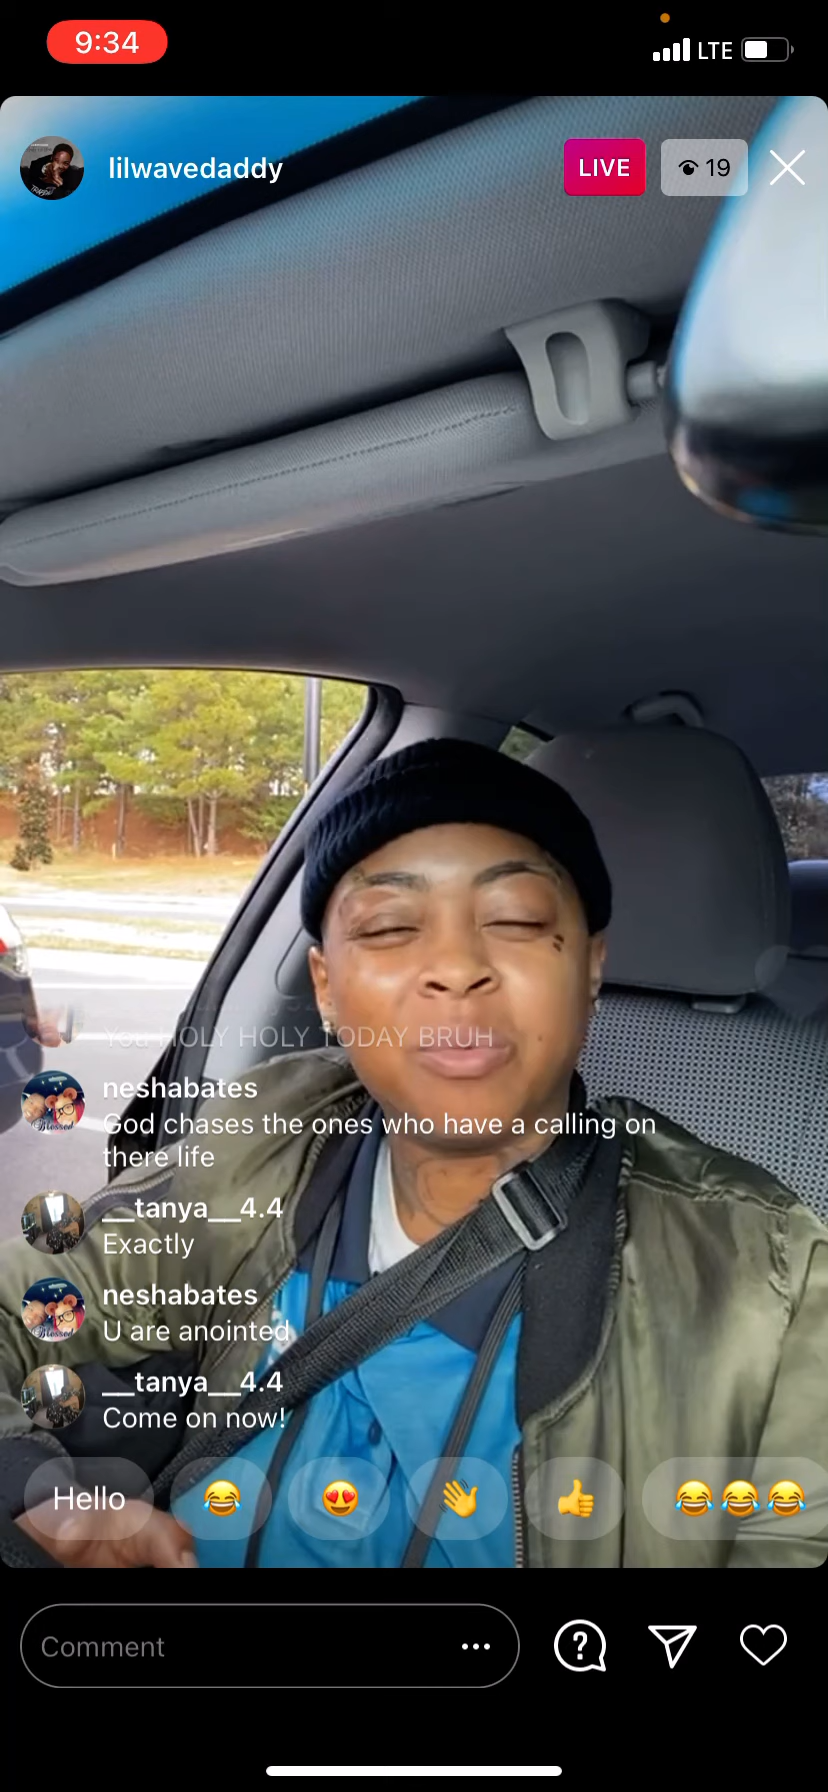 9:34
LTE
lilwavedaddy
LIVE
19
You HOLY HOLY TODAY BRUH
neshabates
God chases the ones who have a calling on
there life
__tanya__4.4
Exactly
neshabates
U are anointed
__tanya__4.4
Come on now!
Hello
Comment